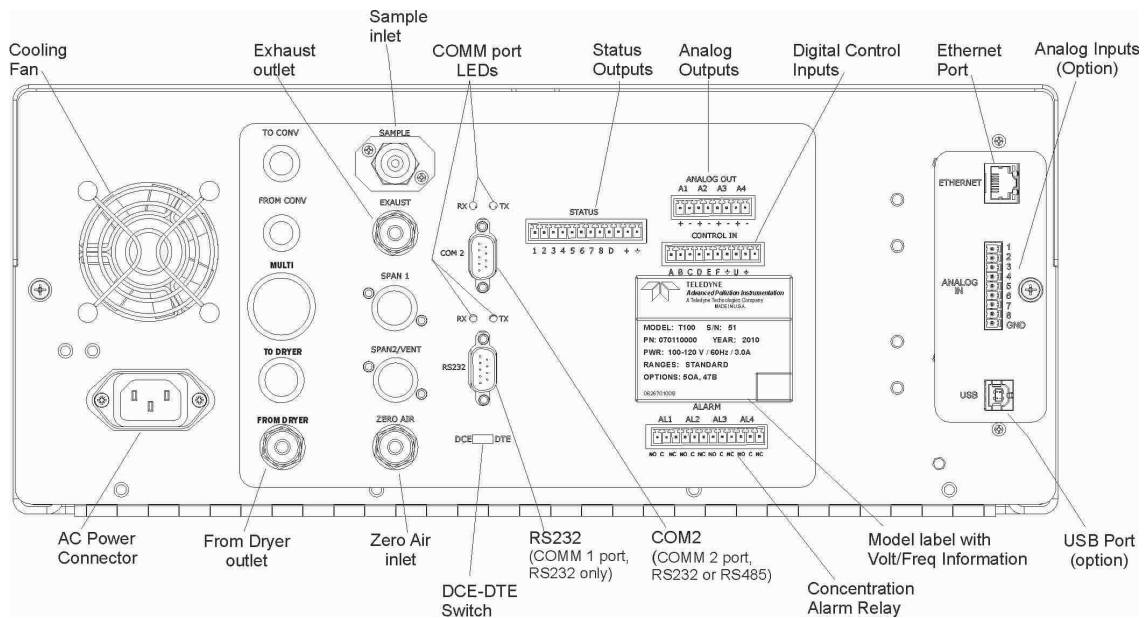 Cooling
Fan
Exhaust
outlet
Sample
inlet
COMM port
LEDs
Status
Outputs
Analog
Outputs
Digital Control
Inputs
Ethernet
Port
Analog Inputs
(Option)
TO CONV
FROM CONV
MULTI
TO DRYER
FROM DRYER
SAMPLE
EXAUST
SPAN 1
SPAN2/VENT
ZERO AIR
RX TX
COM 2
RX TX
RS232
DCE DTE
STATUS
1 2 3 4 5 6 7 8 D + ⏚
ANALOG OUT
A1 A2 A3 A4
+ - + - + - + -
CONTROL IN
A B C D E F ⏚ U ⏚
TELEDYNE
Advanced Pollution Instrumentation
A Teledyne Technologies Company
MADE IN U.S.A.
MODEL: T100 S/N: 51
PN: 070110000 YEAR: 2010
PWR: 100-120 V / 60Hz / 3.0A
RANGES: STANDARD
OPTIONS: 50A, 47B
062670100B
ALARM
AL1 AL2 AL3 AL4
NO C NC NO C NC NO C NC NO C NC
ETHERNET
ANALOG
IN
1
2
3
4
5
6
7
8
GND
USB
AC Power
Connector
From Dryer
outlet
Zero Air
inlet
DCE-DTE
Switch
RS232
(COMM 1 port,
RS232 only)
COM2
(COMM 2 port,
RS232 or RS485)
Concentration
Alarm Relay
Model label with
Volt/Freq Information
USB Port
(option)